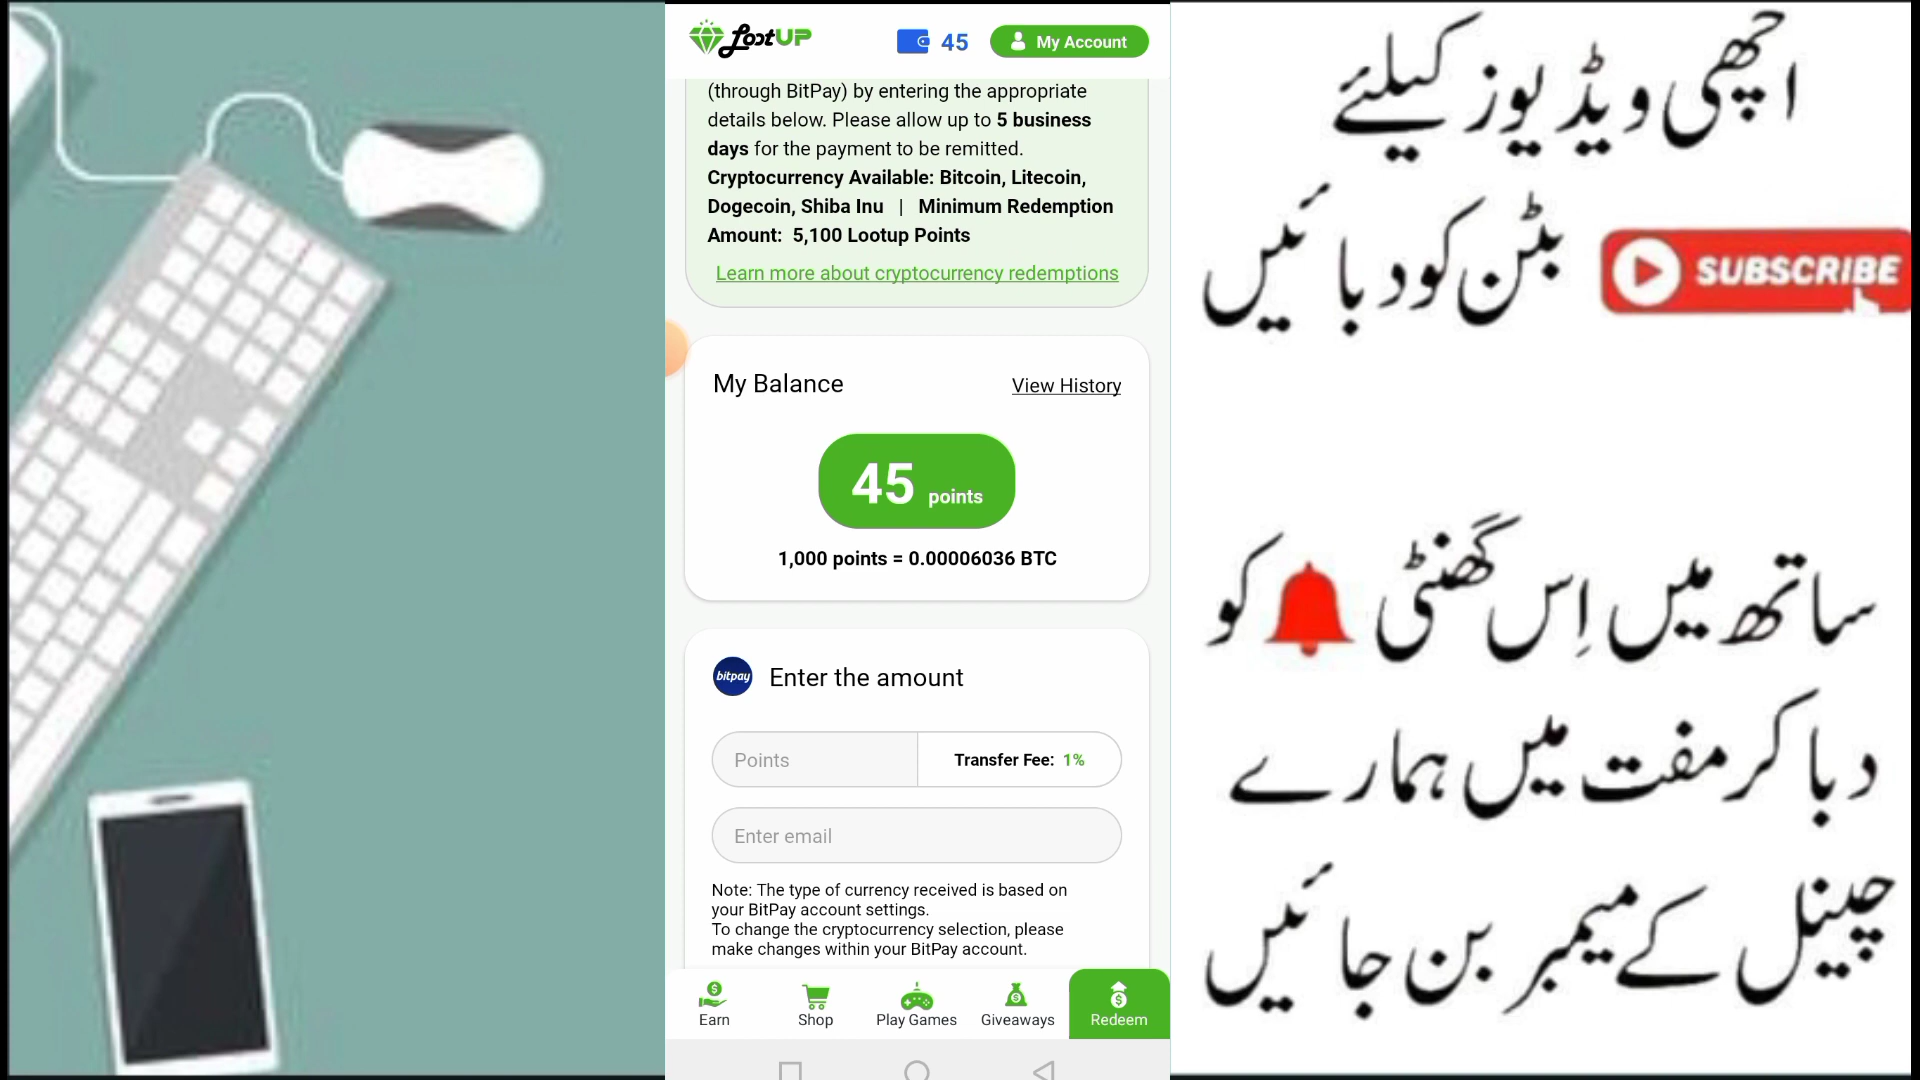 LootUP
45
My Account
(through BitPay) by entering the appropriate
details below. Please allow up to 5 business
days for the payment to be remitted.
Cryptocurrency Available: Bitcoin, Litecoin,
Dogecoin, Shiba Inu | Minimum Redemption
Amount: 5,100 Lootup Points
Learn more about cryptocurrency redemptions
My Balance
View History
45 points
1,000 points = 0.00006036 BTC
bitpay
Enter the amount
Points
Transfer Fee: 1%
Enter email
Note: The type of currency received is based on
your BitPay account settings.
To change the cryptocurrency selection, please
make changes within your BitPay account.
Earn
Shop
Play Games
Giveaways
Redeem
اچھی ویڈیوز کیلئے
SUBSCRIBE بٹن کو دبائیں
ساتھ میں اِس گھنٹی کو
دبا کر مفت میں ہمارے
چینل کے میمبر بن جائیں